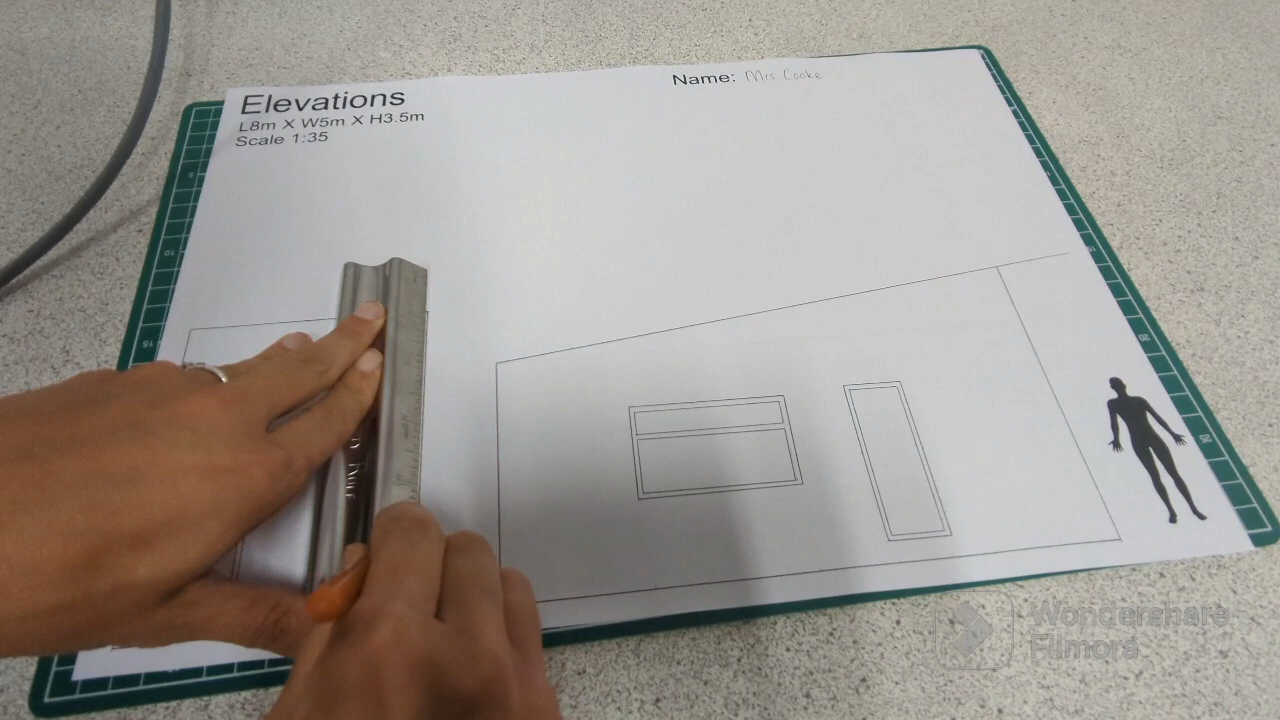 Elevations
L8m X W5m X H3.5m
Scale 1:35
Name: Mrs Cooke
Wondershare
Filmora